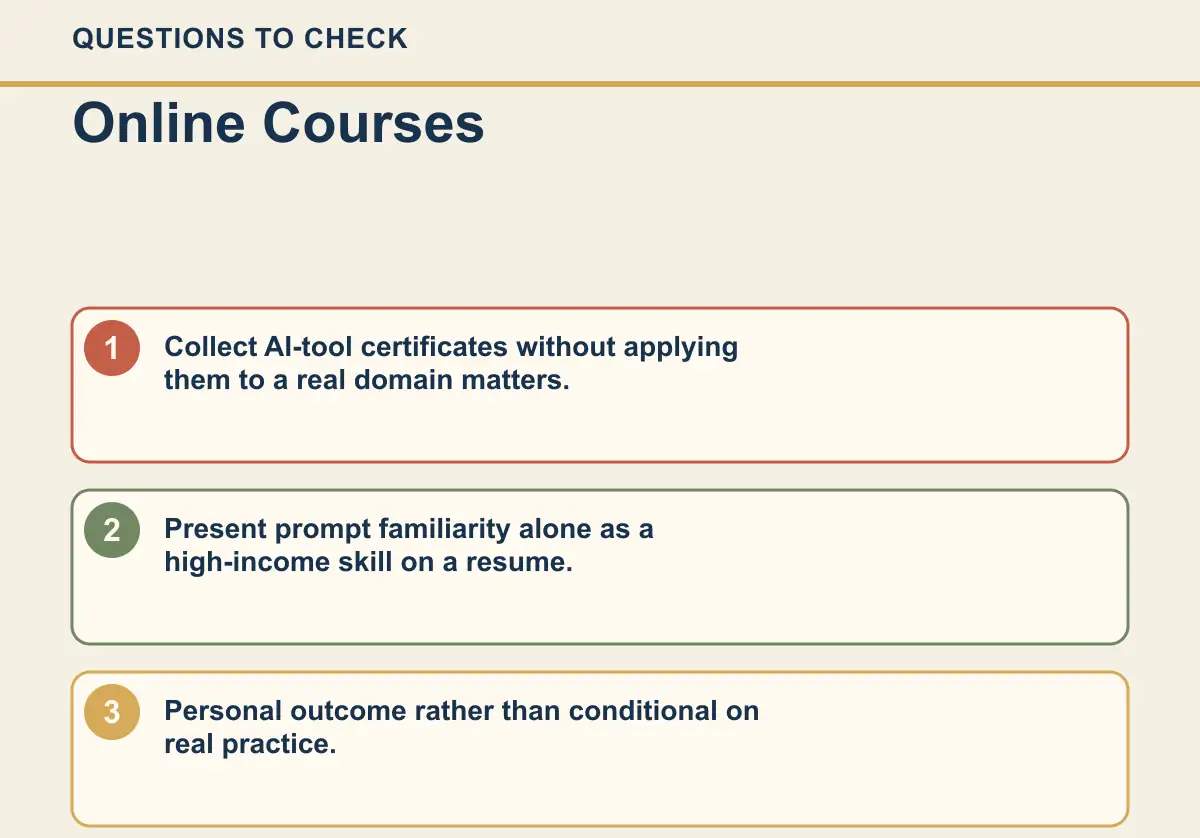 QUESTIONS TO CHECK
Online Courses
1
Collect AI-tool certificates without applying
them to a real domain matters.
2
Present prompt familiarity alone as a
high-income skill on a resume.
3
Personal outcome rather than conditional on
real practice.